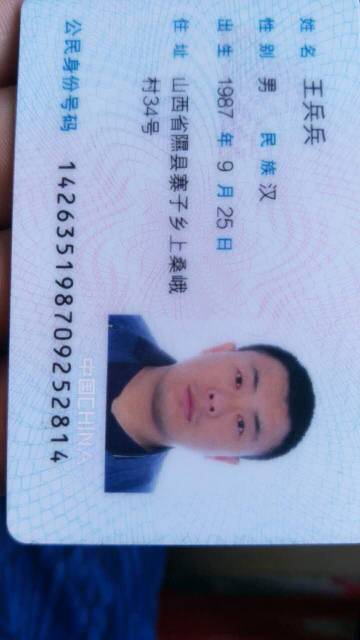 姓名 王兵兵
性别 男 民族 汉
出生 1987 年 9 月 25 日
住址 山西省隰县寨子乡上桑峨
村34号
公民身份号码 142635198709252814
中国CHINA